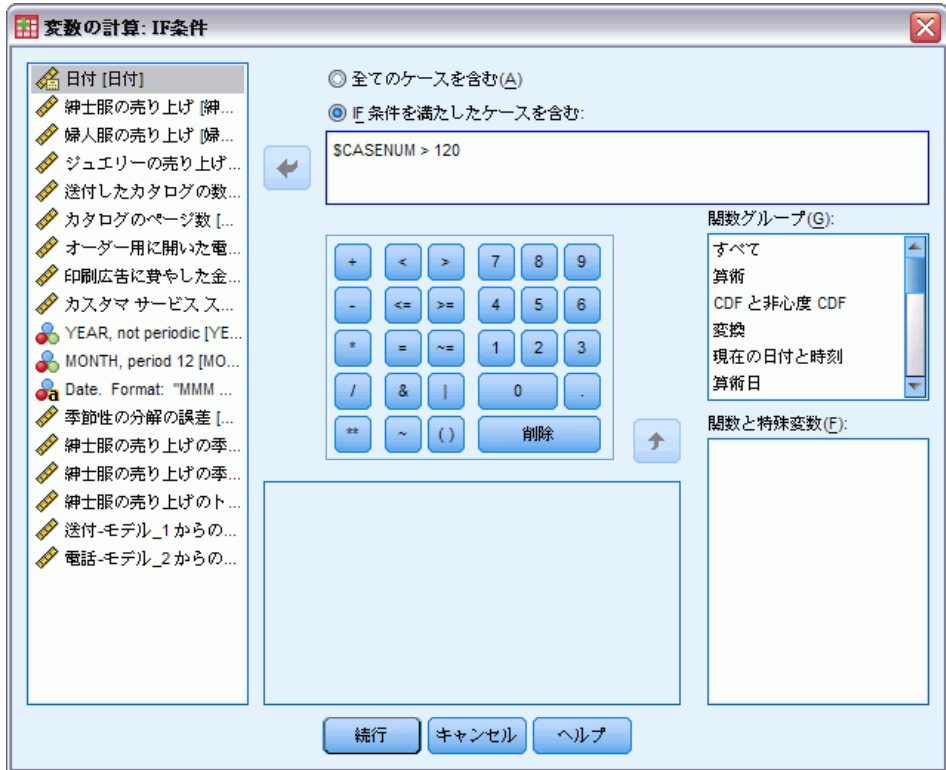 変数の計算: IF条件
日付 [日付]
紳士服の売り上げ [紳...
婦人服の売り上げ [婦...
ジュエリーの売り上げ...
送付したカタログの数...
カタログのページ数 [...
オーダー用に開いた電...
印刷広告に費やした金...
カスタマ サービス ス...
YEAR, not periodic [YE...
MONTH, period 12 [MO...
Date. Format: "MMM ...
季節性の分解の誤差 [...
紳士服の売り上げの季...
紳士服の売り上げの季...
紳士服の売り上げのト...
送付-モデル_1 からの...
電話-モデル_2 からの...
全てのケースを含む(A)
IF 条件を満たしたケースを含む:
$CASENUM > 120
+ < > 7 8 9
- <= >= 4 5 6
* = ~= 1 2 3
/ & | 0 .
** ~ ( ) 削除
関数グループ(G):
すべて
算術
CDF と非心度 CDF
変換
現在の日付と時刻
算術日
関数と特殊変数(F):
続行 キャンセル ヘルプ